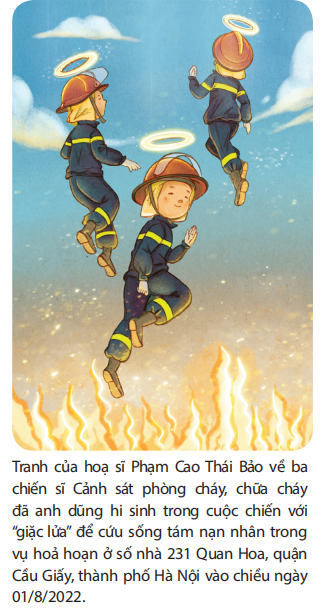 Tranh của hoạ sĩ Phạm Cao Thái Bảo về ba
chiến sĩ Cảnh sát phòng cháy, chữa cháy
đã anh dũng hi sinh trong cuộc chiến với
“giặc lửa” để cứu sống tám nạn nhân trong
vụ hoả hoạn ở số nhà 231 Quan Hoa, quận
Cầu Giấy, thành phố Hà Nội vào chiều ngày
01/8/2022.